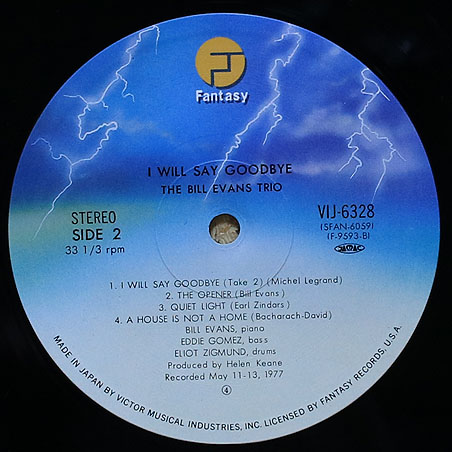 Fantasy
I WILL SAY GOODBYE
THE BILL EVANS TRIO
STEREO
SIDE 2
33 1/3 rpm
VIJ-6328
(SFAN-6059)
(F-9593-B)
1. I WILL SAY GOODBYE (Take 2) (Michel Legrand)
2. THE OPENER (Bill Evans)
3. QUIET LIGHT (Earl Zindars)
4. A HOUSE IS NOT A HOME (Bacharach-David)
BILL EVANS, piano
EDDIE GOMEZ, bass
ELIOT ZIGMUND, drums
Produced by Helen Keane
Recorded May 11-13, 1977
④
MADE IN JAPAN BY VICTOR MUSICAL INDUSTRIES, INC. LICENSED BY FANTASY RECORDS, U.S.A.